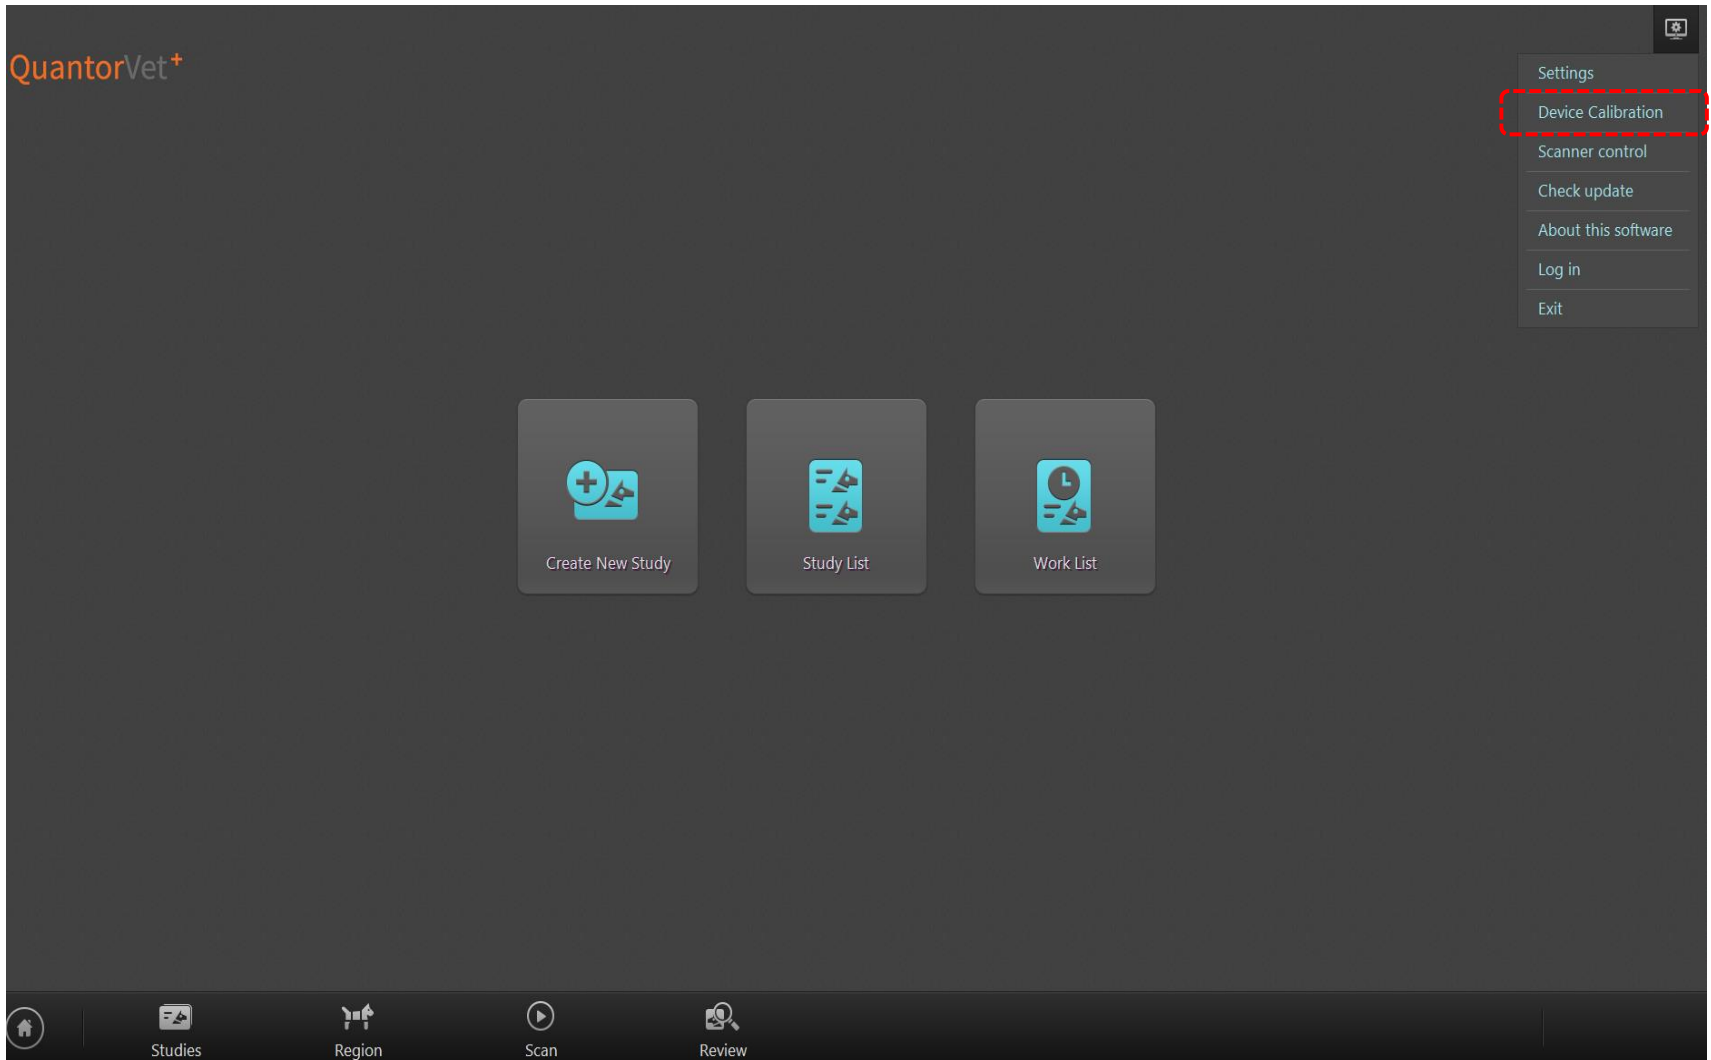 QuantorVet+
Settings
Device Calibration
Scanner control
Check update
About this software
Log in
Exit
Create New Study
Study List
Work List
Studies
Region
Scan
Review